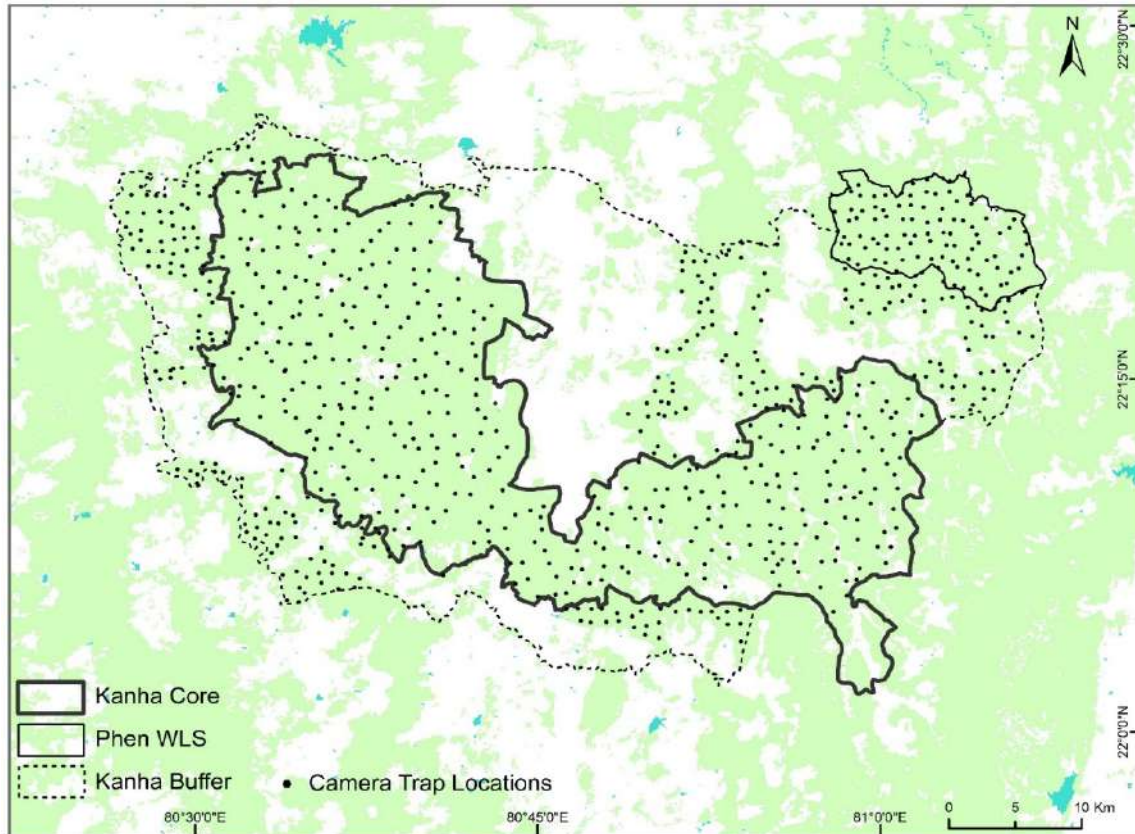 N
22°30'0"N
22°15'0"N
22°0'0"N
Kanha Core
Phen WLS
Kanha Buffer
Camera Trap Locations
0 5 10 Km
80°30'0"E 80°45'0"E 81°0'0"E